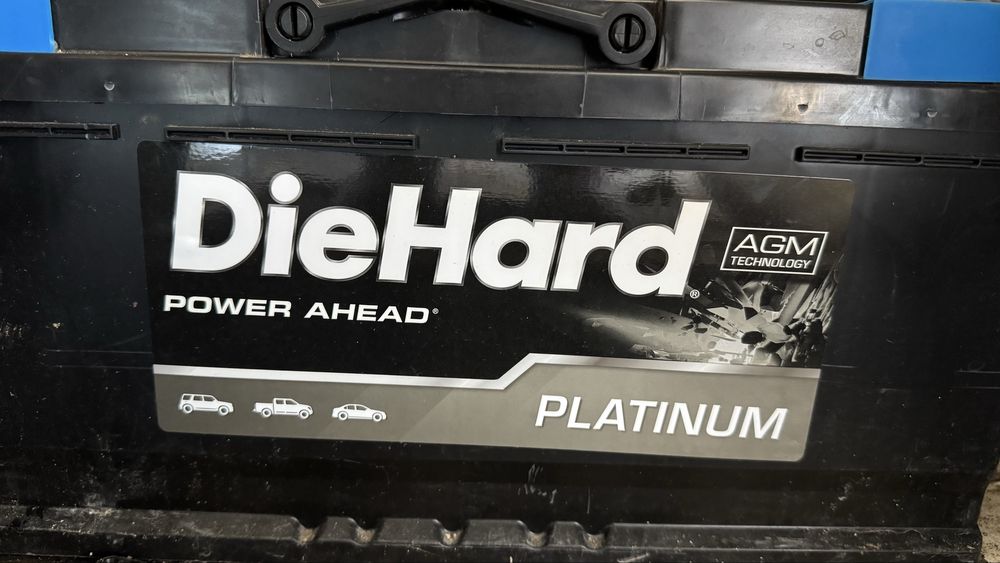 DieHard®
AGM
TECHNOLOGY
POWER AHEAD®
PLATINUM